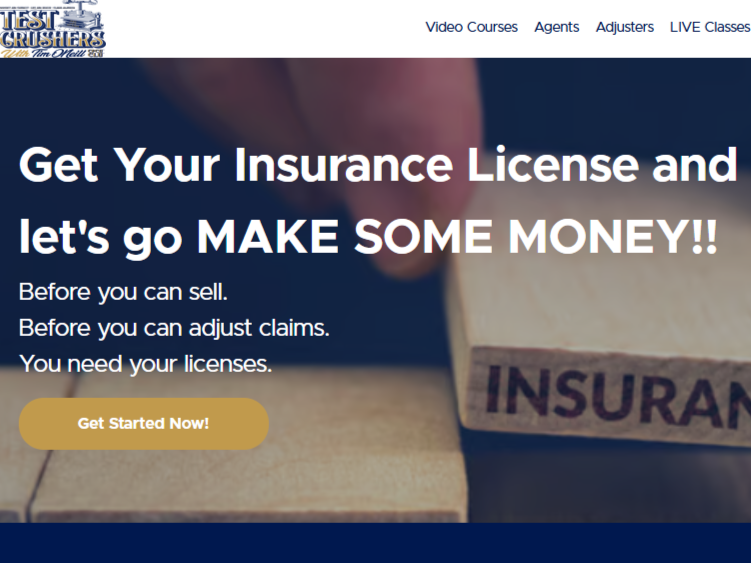 TEST
CRUSHERS
With Tim O'Neill
Video Courses Agents Adjusters LIVE Classes
Get Your Insurance License and
let's go MAKE SOME MONEY!!
Before you can sell.
Before you can adjust claims.
You need your licenses.
INSURAN
Get Started Now!